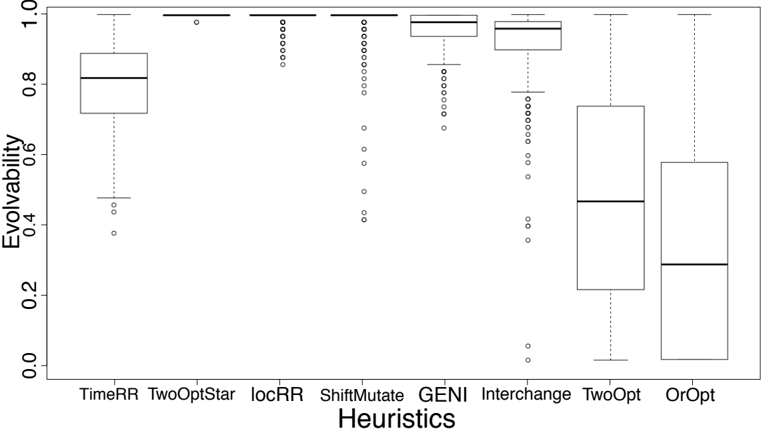 Evolvability
1.0
0.8
0.6
0.4
0.2
0.0
TimeRR TwoOptStar locRR ShiftMutate GENI Interchange TwoOpt OrOpt
Heuristics